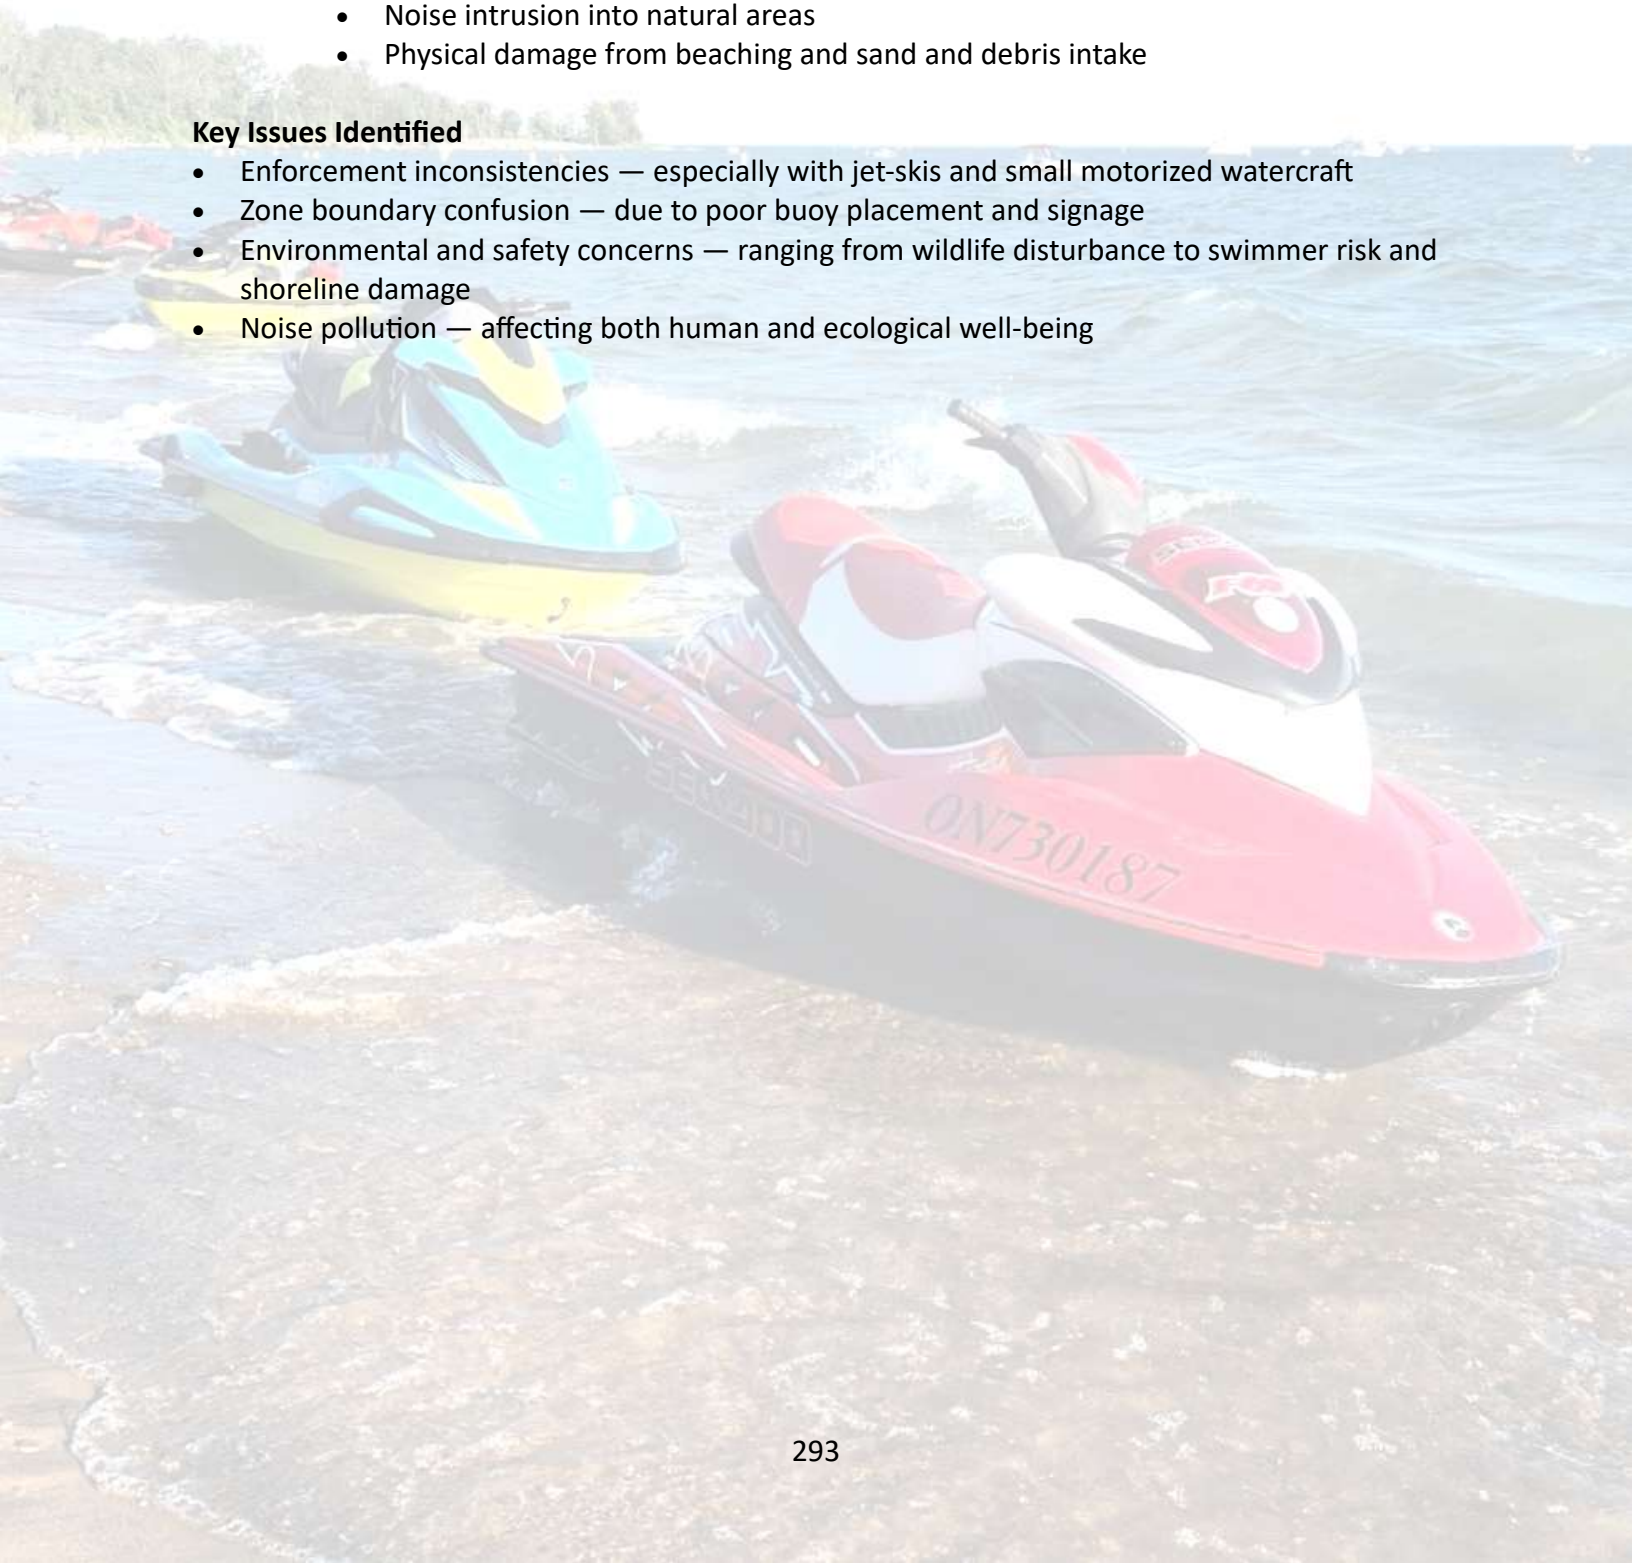 • Noise intrusion into natural areas
• Physical damage from beaching and sand and debris intake
Key Issues Identified
• Enforcement inconsistencies — especially with jet-skis and small motorized watercraft
• Zone boundary confusion — due to poor buoy placement and signage
• Environmental and safety concerns — ranging from wildlife disturbance to swimmer risk and
shoreline damage
• Noise pollution — affecting both human and ecological well-being
ON730187
293